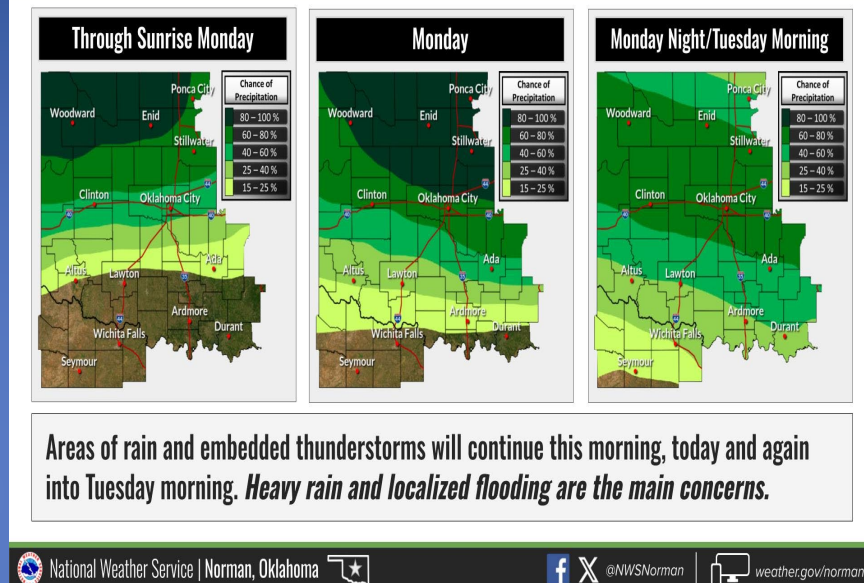 Through Sunrise Monday
Ponca City
Woodward
Enid
Stillwater
Clinton
Oklahoma City
Ada
Altus
Lawton
Ardmore
Wichita Falls
Durant
Seymour
Chance of
Precipitation
80 – 100 %
60 – 80 %
40 – 60 %
25 – 40 %
15 – 25 %
Monday
Ponca City
Woodward
Enid
Stillwater
Clinton
Oklahoma City
Ada
Altus
Lawton
Ardmore
Wichita Falls
Durant
Seymour
Chance of
Precipitation
80 – 100 %
60 – 80 %
40 – 60 %
25 – 40 %
15 – 25 %
Monday Night/Tuesday Morning
Ponca City
Woodward
Enid
Stillwater
Clinton
Oklahoma City
Ada
Altus
Lawton
Ardmore
Wichita Falls
Durant
Seymour
Chance of
Precipitation
80 – 100 %
60 – 80 %
40 – 60 %
25 – 40 %
15 – 25 %
Areas of rain and embedded thunderstorms will continue this morning, today and again
into Tuesday morning. Heavy rain and localized flooding are the main concerns.
National Weather Service | Norman, Oklahoma
@NWSNorman
weather.gov/norman